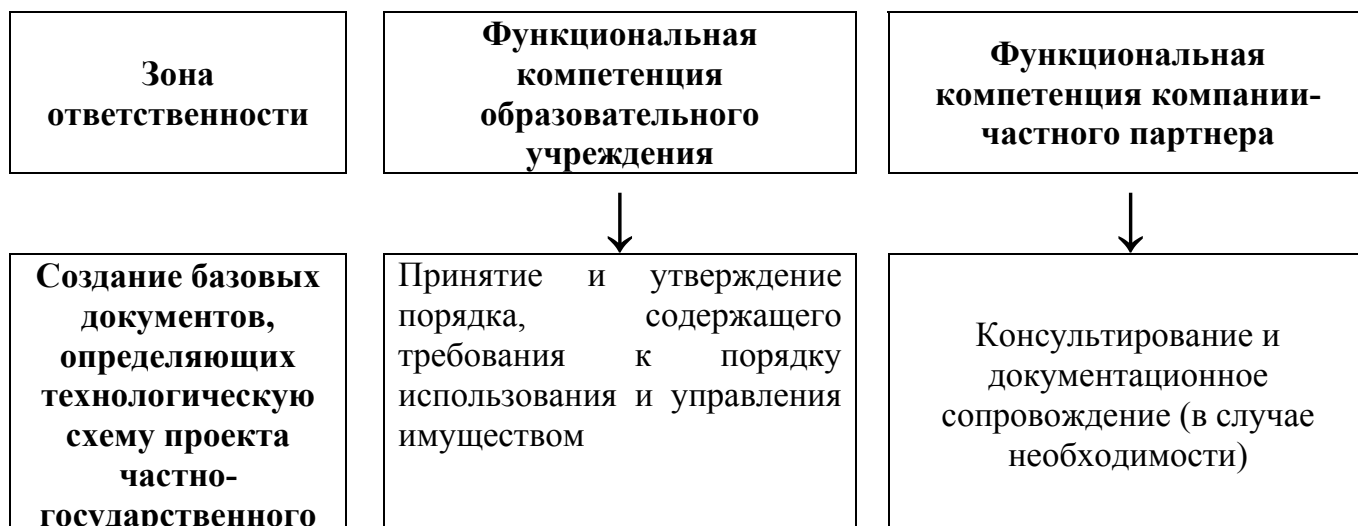 Зона
ответственности
Функциональная
компетенция
образовательного
учреждения
Функциональная
компетенция компании-
частного партнера
Создание базовых
документов,
определяющих
технологическую
схему проекта
частно-
государственного
Принятие и утверждение
порядка, содержащего
требования к порядку
использования и управления
имуществом
Консультирование и
документационное
сопровождение (в случае
необходимости)